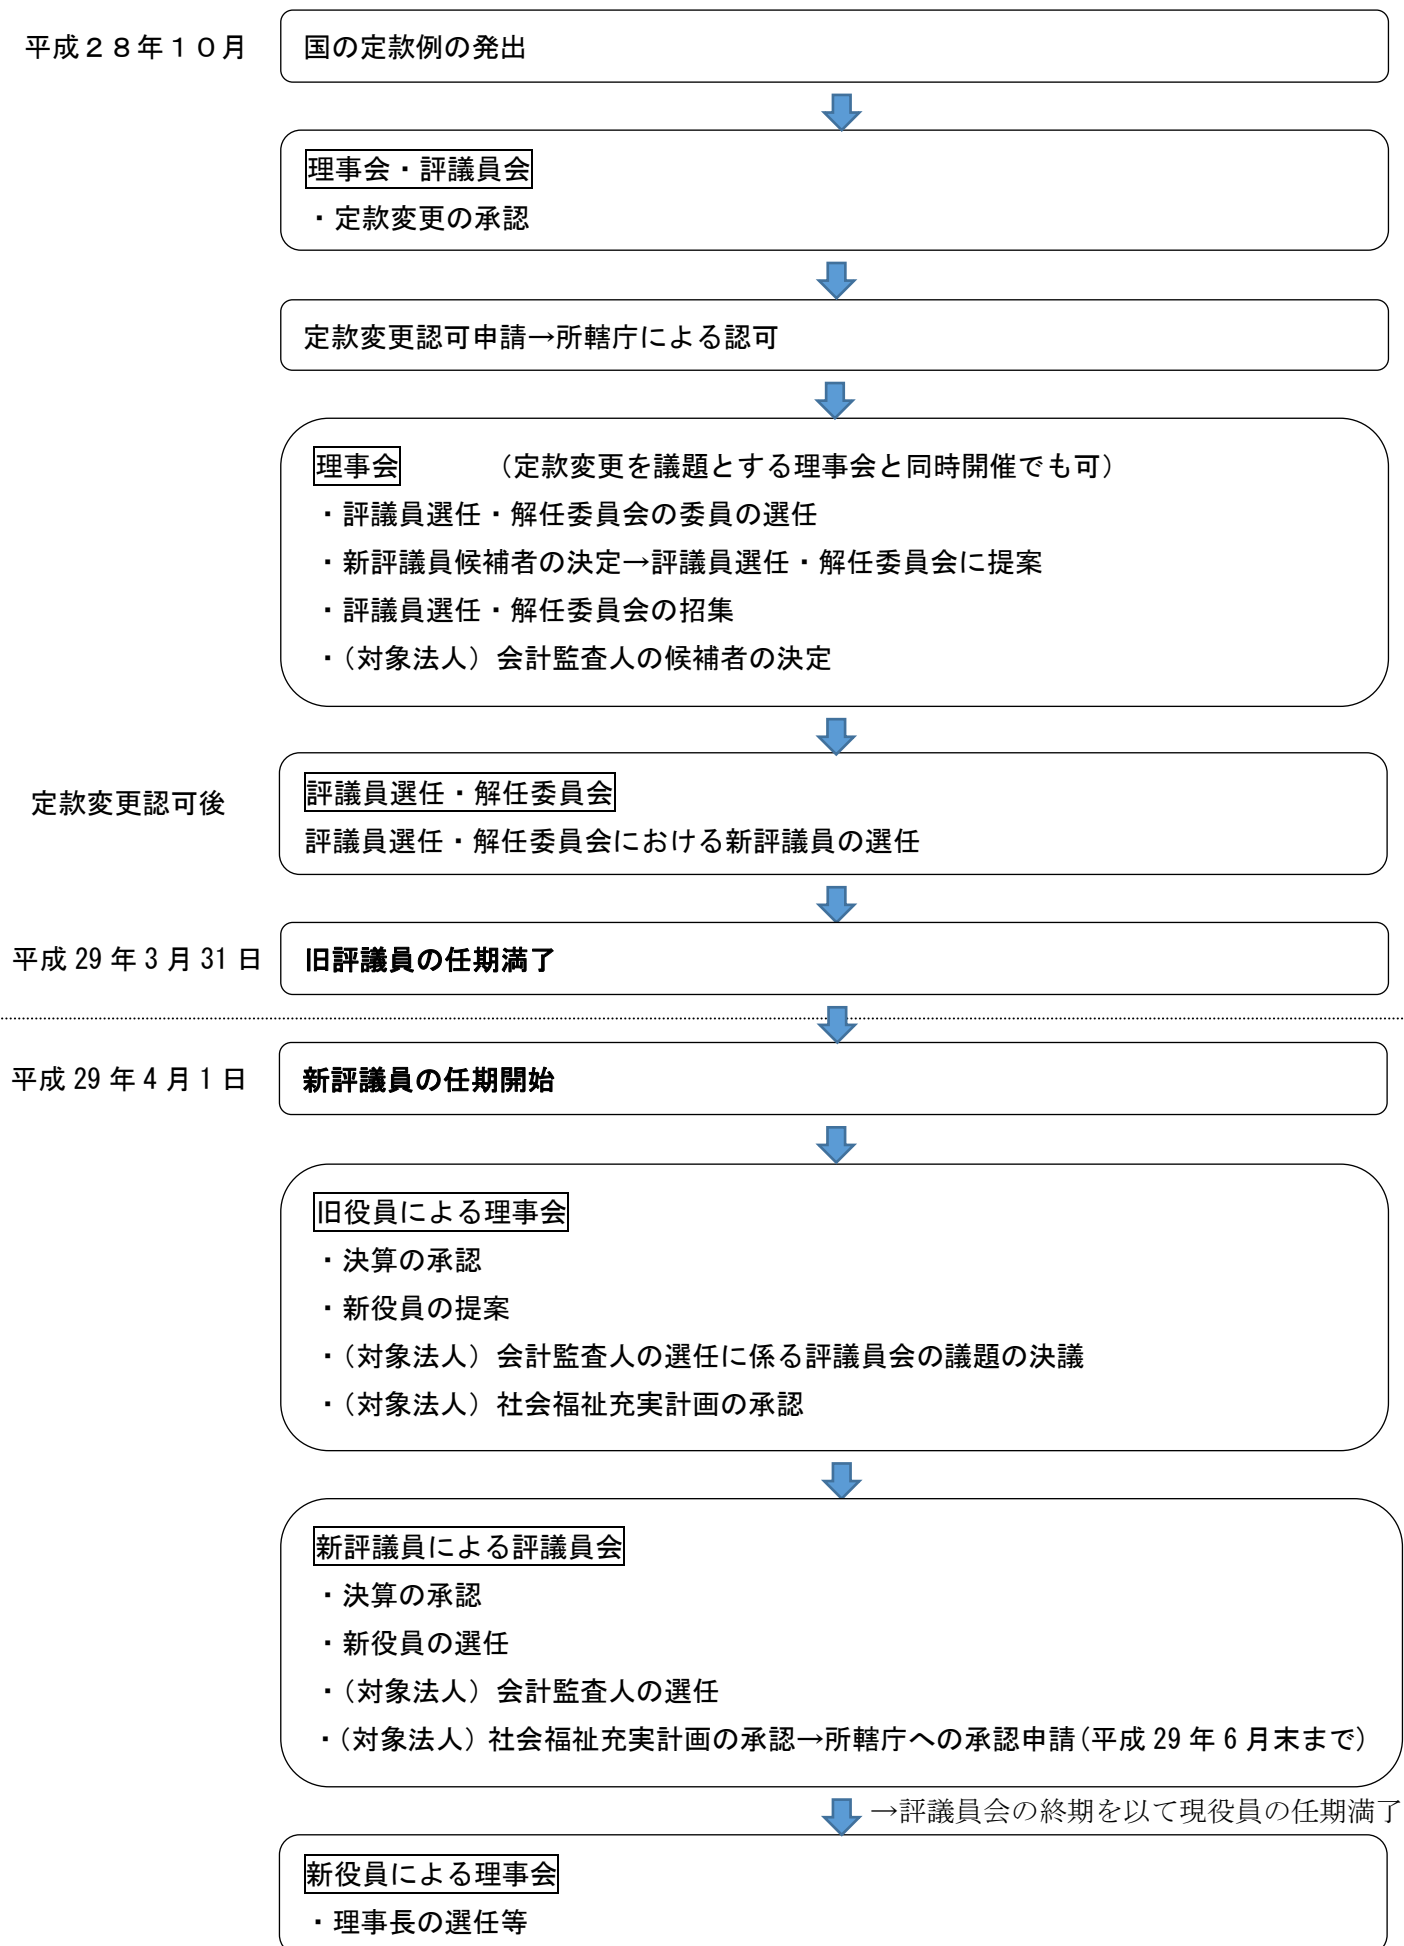 平成２８年１０月
国の定款例の発出
理事会・評議員会
・定款変更の承認
定款変更認可申請→所轄庁による認可
理事会　　　（定款変更を議題とする理事会と同時開催でも可）
・評議員選任・解任委員会の委員の選任
・新評議員候補者の決定→評議員選任・解任委員会に提案
・評議員選任・解任委員会の招集
・（対象法人）会計監査人の候補者の決定
定款変更認可後
評議員選任・解任委員会
評議員選任・解任委員会における新評議員の選任
平成 29 年 3 月 31 日
旧評議員の任期満了
平成 29 年 4 月 1 日
新評議員の任期開始
旧役員による理事会
・決算の承認
・新役員の提案
・（対象法人）会計監査人の選任に係る評議員会の議題の決議
・（対象法人）社会福祉充実計画の承認
新評議員による評議員会
・決算の承認
・新役員の選任
・（対象法人）会計監査人の選任
・（対象法人）社会福祉充実計画の承認→所轄庁への承認申請（平成 29 年 6 月末まで）
→評議員会の終期を以て現役員の任期満了
新役員による理事会
・理事長の選任等